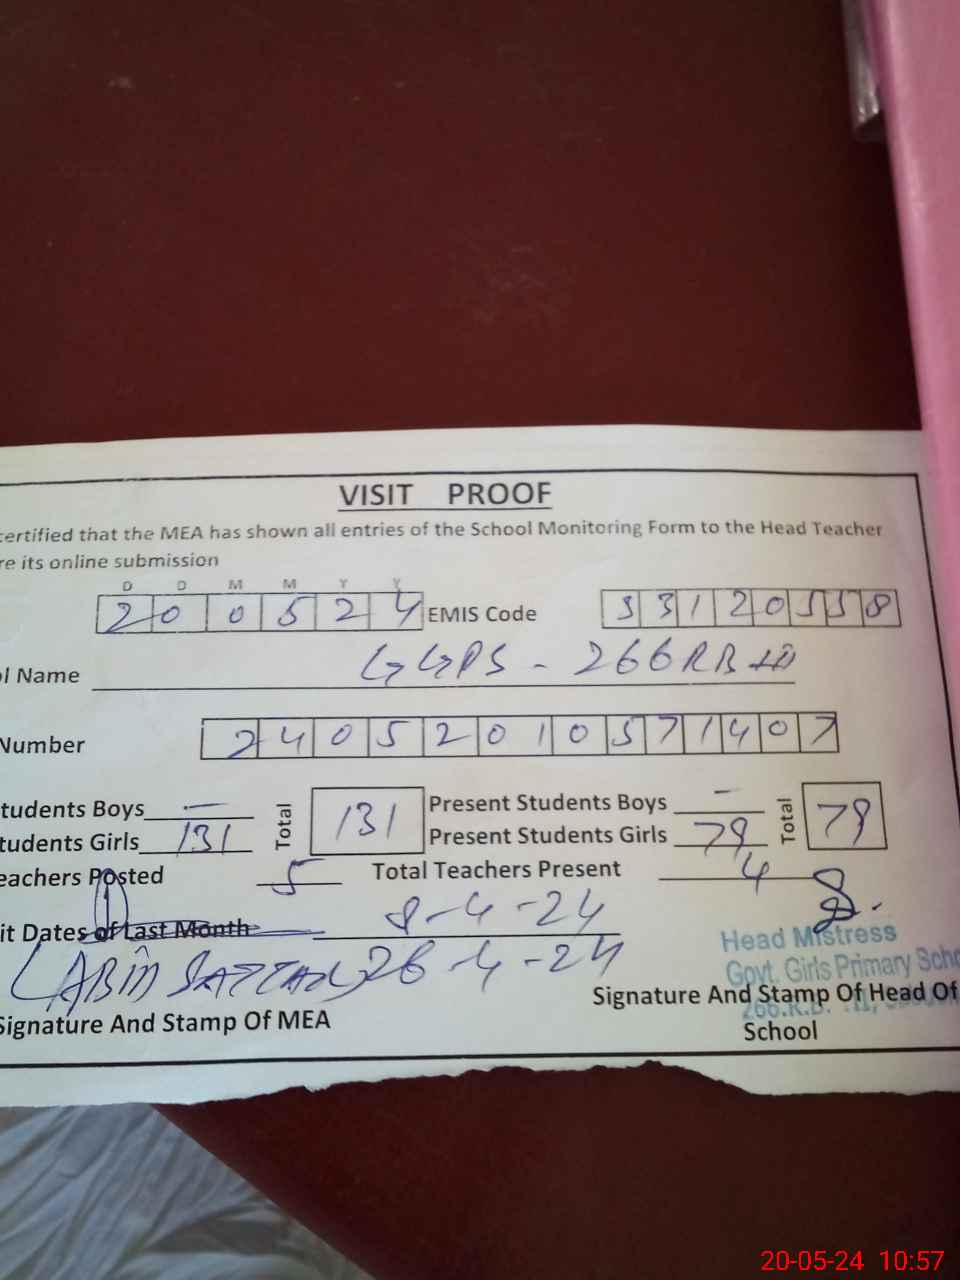 VISIT PROOF
certified that the MEA has shown all entries of the School Monitoring Form to the Head Teacher
re its online submission
D D M M Y Y
2 0 0 5 2 4 EMIS Code 3 3 1 2 0 5 5 8
l Name GGPS - 266RB
Number 2 4 0 5 2 0 1 0 5 7 1 4 0 7
tudents Boys — Total 131 Present Students Boys - Total 79
tudents Girls 131 Present Students Girls 79
eachers Posted 5 Total Teachers Present 4
it Dates of Last Month 8-4-24
26-4-24
Head Mistress
Govt. Girls Primary Scho
266.R.B.
Signature And Stamp Of MEA
Signature And Stamp Of Head Of
School
20-05-24 10:57